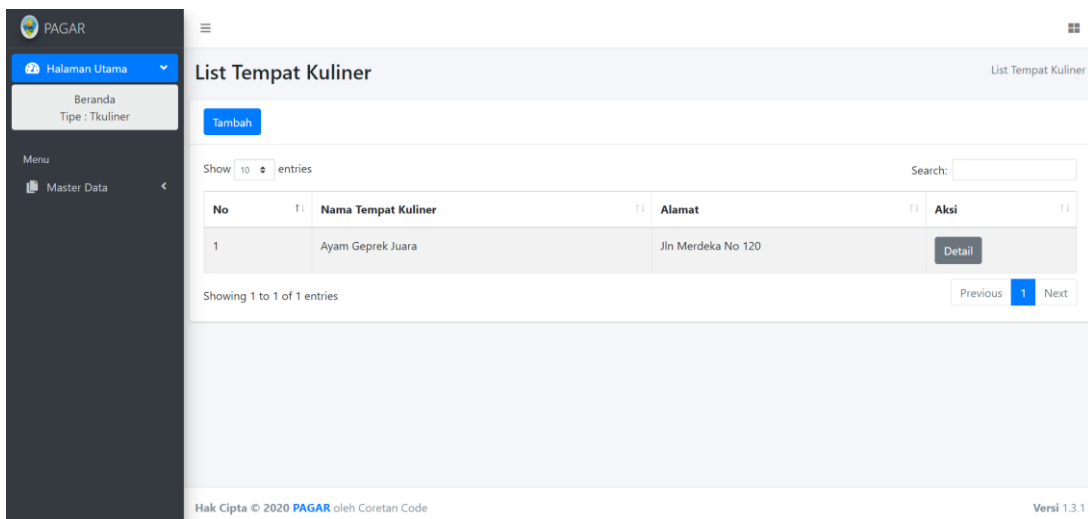 PAGAR
Halaman Utama
Beranda
Tipe : Tkuliner
Menu
Master Data
List Tempat Kuliner
List Tempat Kuliner
Tambah
Show 10 entries
Search:
No Nama Tempat Kuliner Alamat Aksi
1 Ayam Geprek Juara Jln Merdeka No 120 Detail
Showing 1 to 1 of 1 entries
Previous 1 Next
Hak Cipta © 2020 PAGAR oleh Coretan Code
Versi 1.3.1